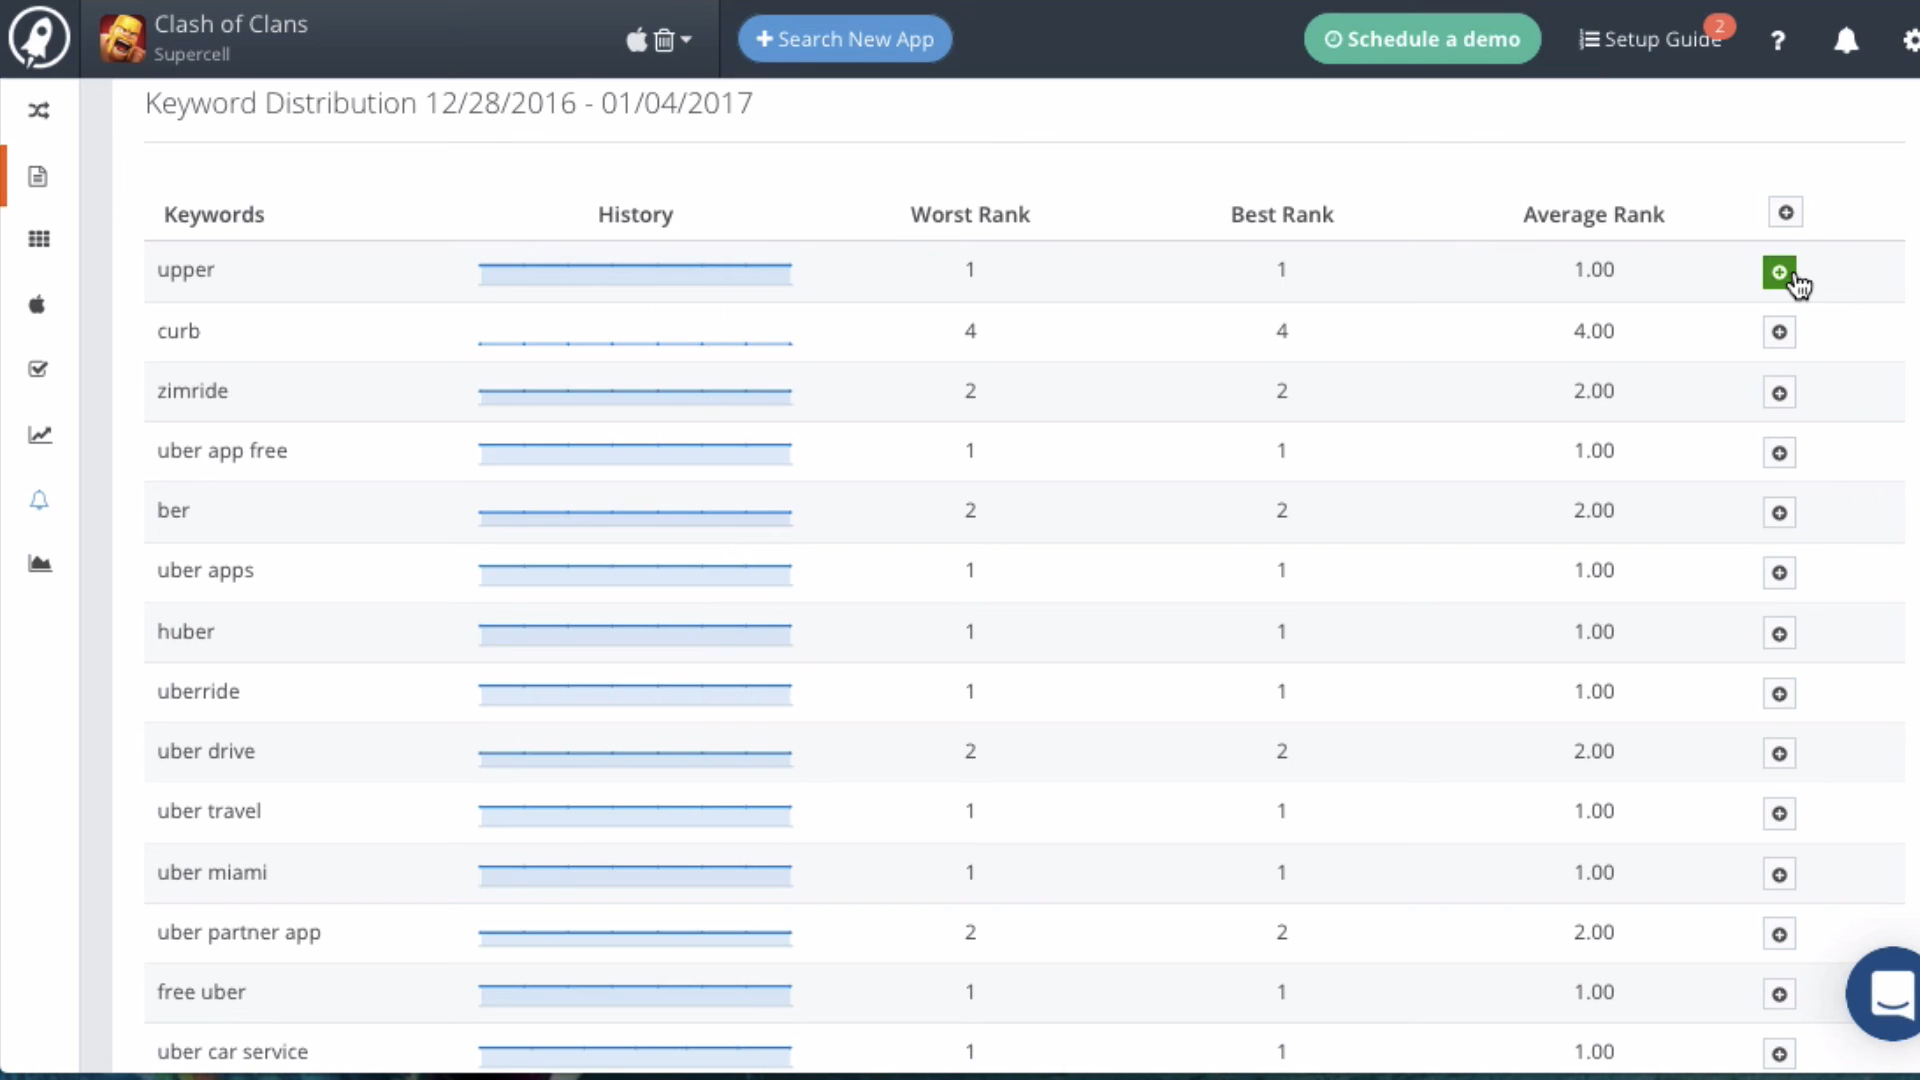 Clash of Clans
Supercell
Search New App
Schedule a demo
Setup Guide
2
?
Keyword Distribution 12/28/2016 - 01/04/2017
Keywords History Worst Rank Best Rank Average Rank
upper 1 1 1.00
curb 4 4 4.00
zimride 2 2 2.00
uber app free 1 1 1.00
ber 2 2 2.00
uber apps 1 1 1.00
huber 1 1 1.00
uberride 1 1 1.00
uber drive 2 2 2.00
uber travel 1 1 1.00
uber miami 1 1 1.00
uber partner app 2 2 2.00
free uber 1 1 1.00
uber car service 1 1 1.00